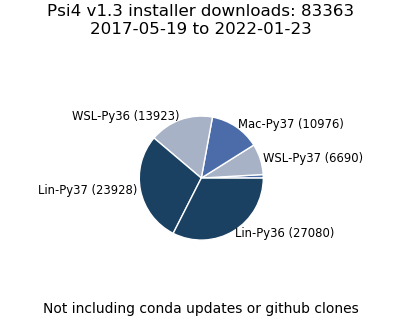 Psi4 v1.3 installer downloads: 83363
2017-05-19 to 2022-01-23
WSL-Py36 (13923)
Mac-Py37 (10976)
WSL-Py37 (6690)
Lin-Py37 (23928)
Lin-Py36 (27080)
Not including conda updates or github clones